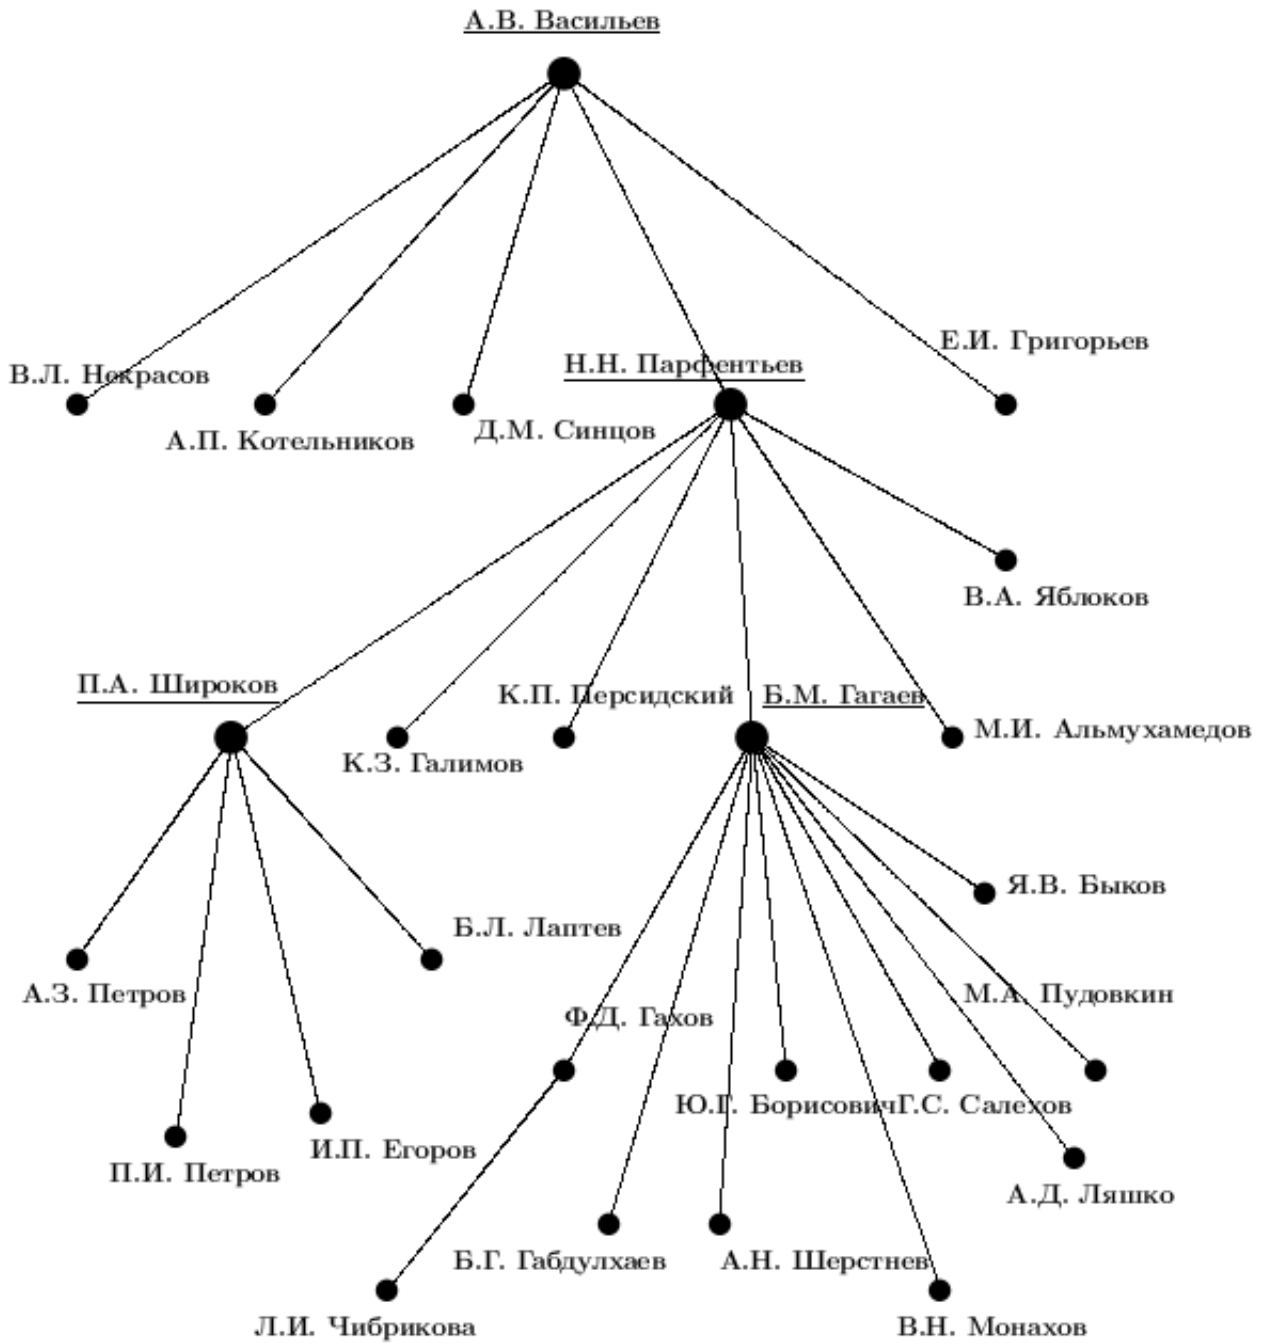 А.В. Васильев
Е.И. Григорьев
Н.Н. Парфентьев
В.Л. Некрасов
Д.М. Синцов
А.П. Котельников
В.А. Яблоков
П.А. Широков
К.П. Персидский
Б.М. Гагаев
М.И. Альмухамедов
К.З. Галимов
Я.В. Быков
Б.Л. Лаптев
А.З. Петров
М.А. Пудовкин
Ф.Д. Гахов
Ю.Г. Борисович
Г.С. Салехов
И.П. Егоров
П.И. Петров
А.Д. Ляшко
Б.Г. Габдулхаев
А.Н. Шерстнев
Л.И. Чибрикова
В.Н. Монахов